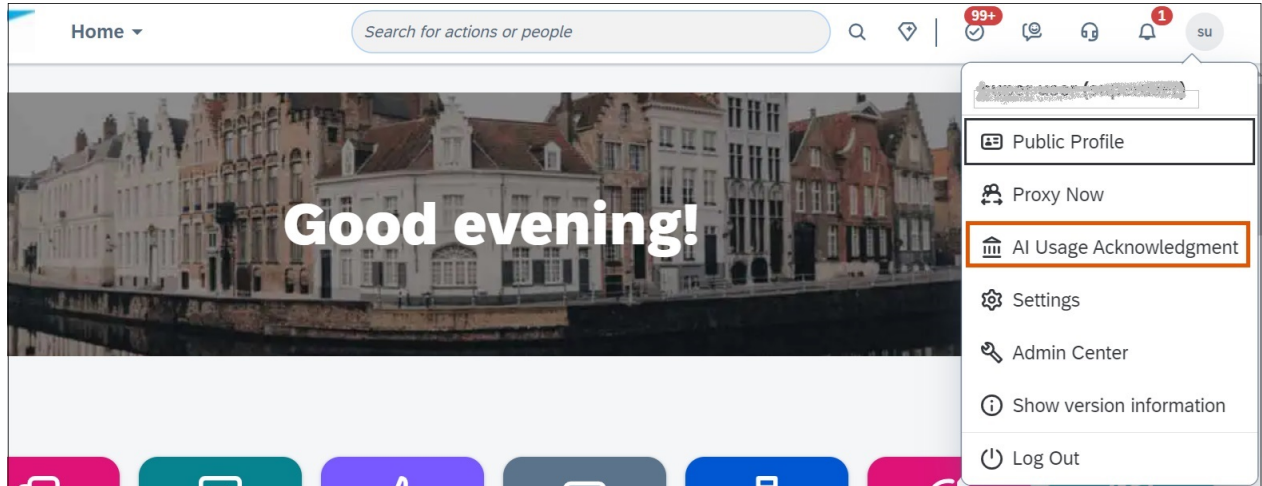 Home
Search for actions or people
99+
1
su
Good evening!
Public Profile
Proxy Now
AI Usage Acknowledgment
Settings
Admin Center
Show version information
Log Out